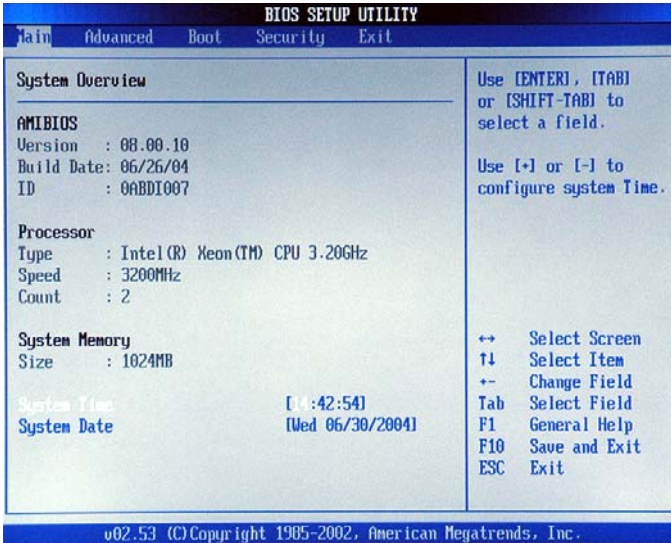 BIOS SETUP UTILITY
Main Advanced Boot Security Exit
System Overview
AMIBIOS
Version : 08.00.10
Build Date: 06/26/04
ID : 0ABDI007
Processor
Type : Intel(R) Xeon(TM) CPU 3.20GHz
Speed : 3200MHz
Count : 2
System Memory
Size : 1024MB
System Time [14:42:54]
System Date [Wed 06/30/2004]
Use [ENTER], [TAB]
or [SHIFT-TAB] to
select a field.
Use [+] or [-] to
configure system Time.
↔ Select Screen
↑↓ Select Item
+- Change Field
Tab Select Field
F1 General Help
F10 Save and Exit
ESC Exit
v02.53 (C)Copyright 1985-2002, American Megatrends, Inc.